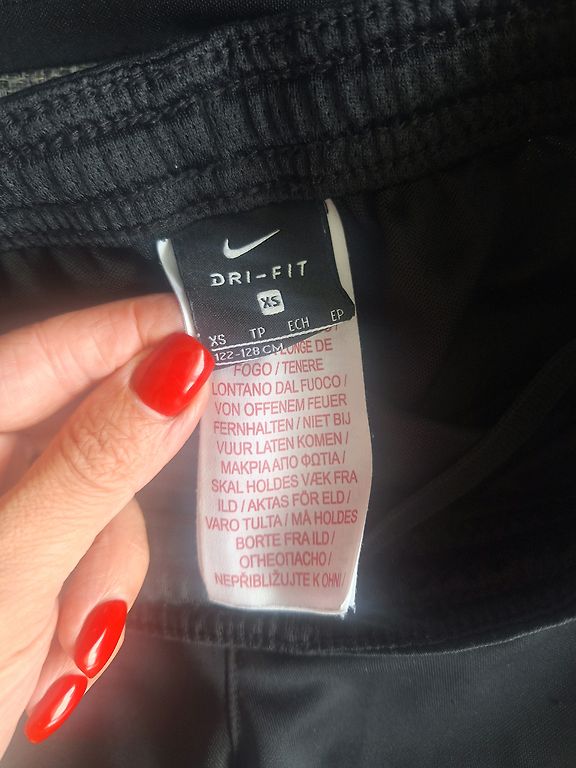 DRI-FIT
XS
XS TP ECH EP
122-128 CM
LONGE DE
FOGO / TENERE
LONTANO DAL FUOCO /
VON OFFENEM FEUER
FERNHALTEN / NIET BIJ
VUUR LATEN KOMEN /
ΜΑΚΡΙΑ ΑΠΟ ΦΩΤΙΑ /
SKAL HOLDES VÆK FRA
ILD / AKTAS FÖR ELD /
VARO TULTA / MÅ HOLDES
BORTE FRA ILD /
ОГНЕОПАСНО /
NEPŘIBLIŽUJTE K OHNI /